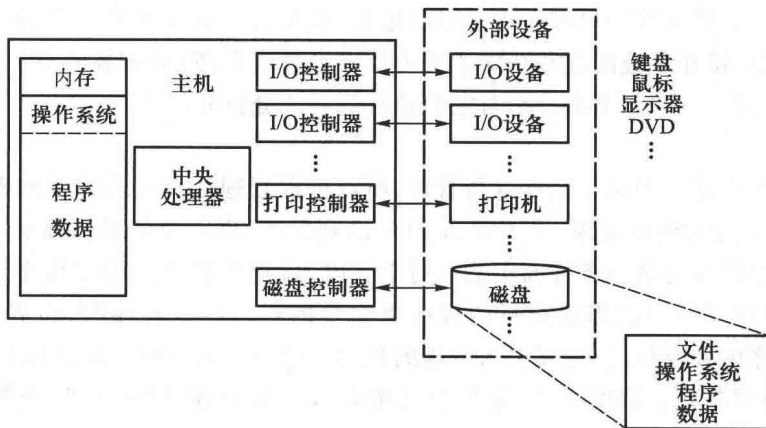 外部设备
内存
主机
I/O控制器
I/O设备
键盘
鼠标
显示器
DVD
操作系统
I/O控制器
I/O设备
中央
处理器
程序
数据
打印控制器
打印机
磁盘控制器
磁盘
文件
操作系统
程序
数据